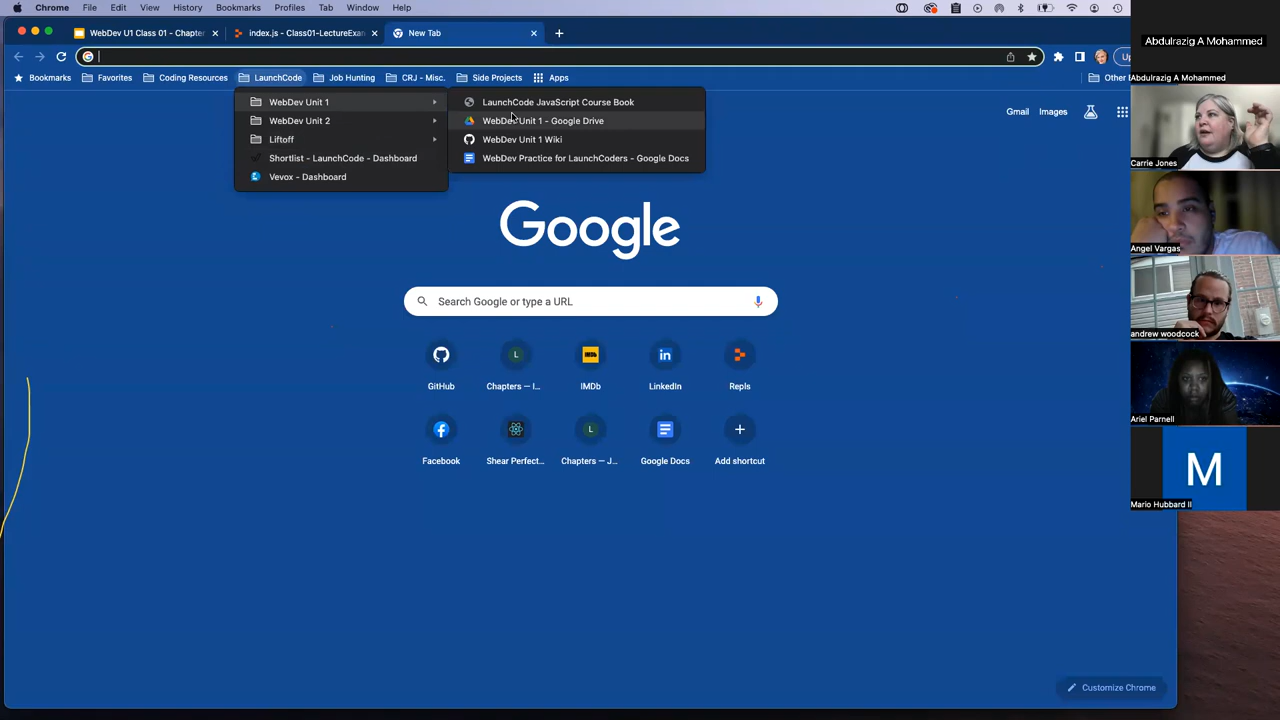 Chrome File Edit View History Bookmarks Profiles Tab Window Help
WebDev U1 Class 01 - Chapter
index.js - Class01-LectureExan
New Tab
Bookmarks Favorites Coding Resources LaunchCode Job Hunting CRJ - Misc. Side Projects Apps Other
WebDev Unit 1
WebDev Unit 2
Liftoff
Shortlist - LaunchCode - Dashboard
Vevox - Dashboard
LaunchCode JavaScript Course Book
WebDev Unit 1 - Google Drive
WebDev Unit 1 Wiki
WebDev Practice for LaunchCoders - Google Docs
Gmail Images
Google
Search Google or type a URL
GitHub
L
Chapters — l...
IMDb
IMDb
in
LinkedIn
Repls
Facebook
Shear Perfect...
L
Chapters — J...
Google Docs
Add shortcut
Customize Chrome
Abdulrazig A Mohammed
Abdulrazig A Mohammed
Carrie Jones
Angel Vargas
andrew woodcock
Ariel Parnell
M
Mario Hubbard II